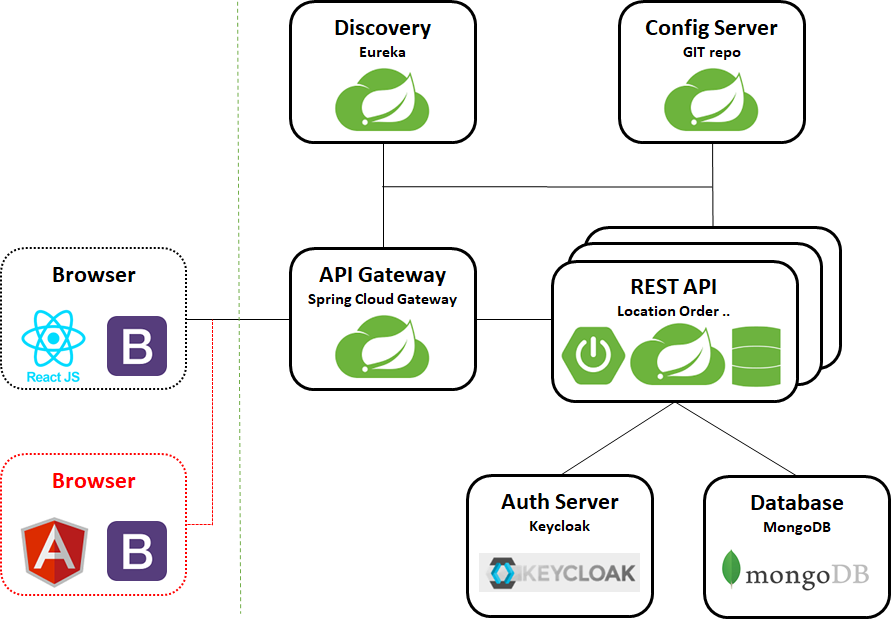 Discovery
Eureka
Config Server
GIT repo
Browser
React JS
B
API Gateway
Spring Cloud Gateway
REST API
Location Order ..
Browser
A
B
Auth Server
Keycloak
KEYCLOAK
Database
MongoDB
mongoDB